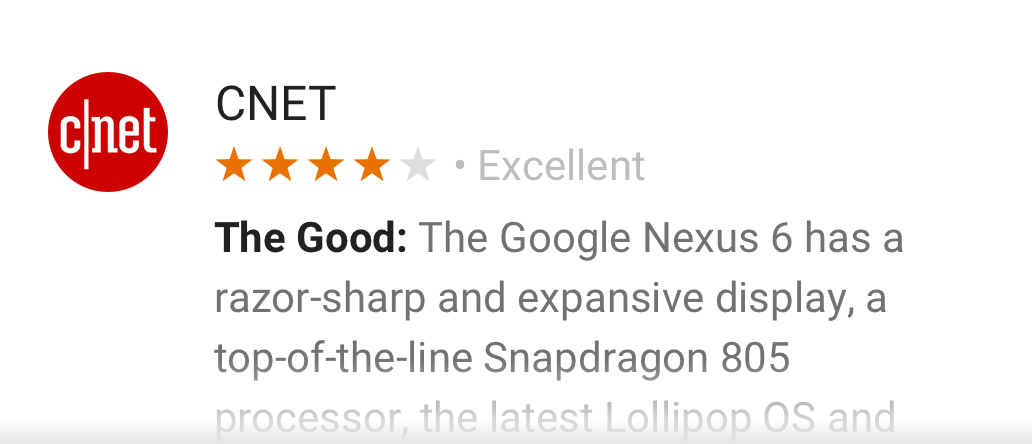 c|net
CNET
• Excellent
The Good: The Google Nexus 6 has a
razor-sharp and expansive display, a
top-of-the-line Snapdragon 805
processor, the latest Lollipop OS and